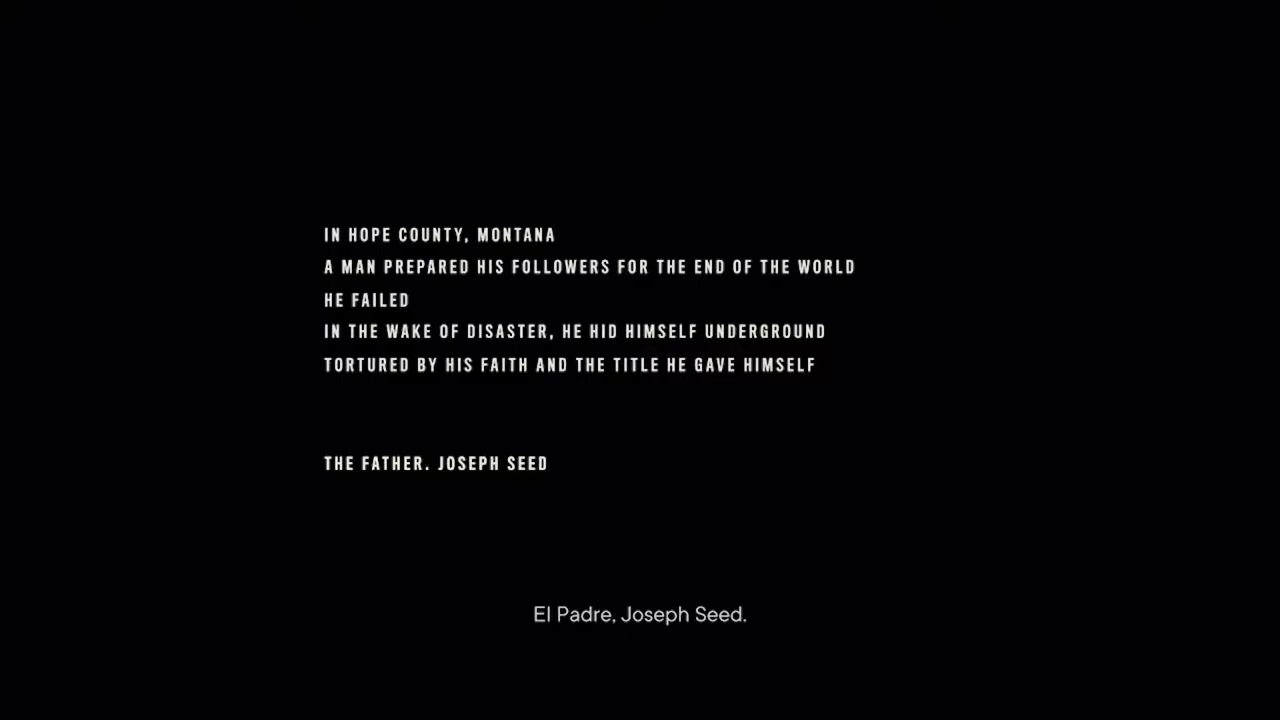 IN HOPE COUNTY, MONTANA
A MAN PREPARED HIS FOLLOWERS FOR THE END OF THE WORLD
HE FAILED
IN THE WAKE OF DISASTER, HE HID HIMSELF UNDERGROUND
TORTURED BY HIS FAITH AND THE TITLE HE GAVE HIMSELF
THE FATHER. JOSEPH SEED
El Padre, Joseph Seed.